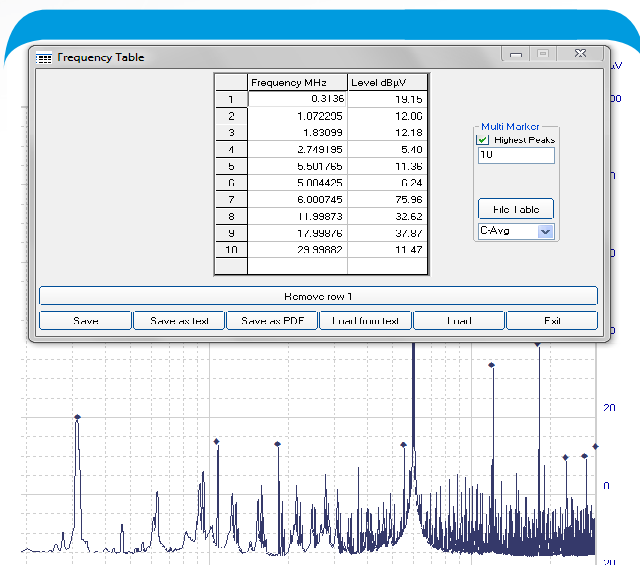 Frequency Table
Frequency MHz Level dBµV
1 0.3136 19.15
2 1.072295 12.06
3 1.83099 12.18
4 2.749195 5.40
5 5.501765 11.36
6 5.004425 6.24
7 6.000745 75.96
8 11.99873 32.62
9 17.99876 37.87
10 29.99882 11.47
Multi Marker
Highest Peaks
10
File Table
C-Avg
Remove row 1
Save Save as text Save as PDF Load from text Load Exit
20
0
20